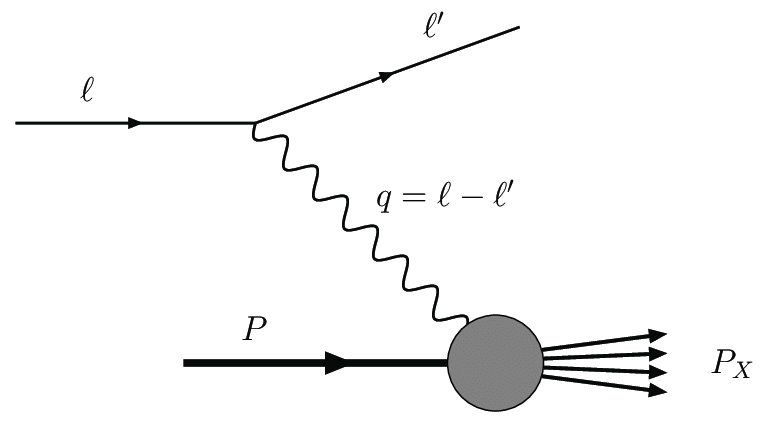 ℓ′
ℓ
q = ℓ − ℓ′
P
P_X